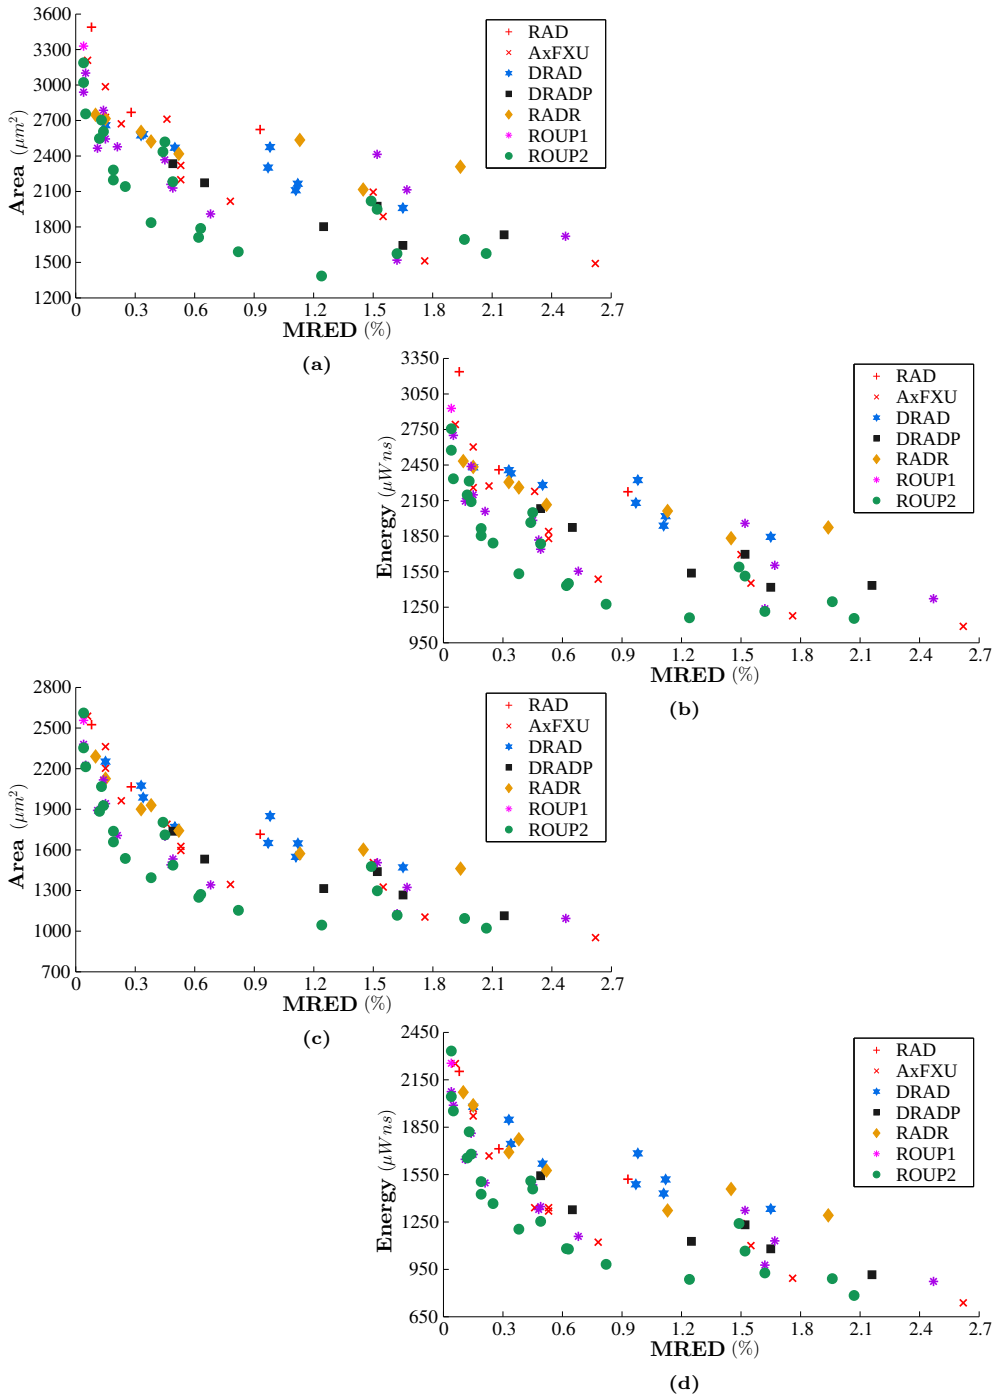 3600
3300
3000
2700
2400
2100
1800
1500
1200
Area (μm²)
0 0.3 0.6 0.9 1.2 1.5 1.8 2.1 2.4 2.7
MRED (%)
RAD
AxFXU
DRAD
DRADP
RADR
ROUP1
ROUP2
(a)
3350
3050
2750
2450
2150
1850
1550
1250
950
Energy (μWns)
0 0.3 0.6 0.9 1.2 1.5 1.8 2.1 2.4 2.7
MRED (%)
RAD
AxFXU
DRAD
DRADP
RADR
ROUP1
ROUP2
(b)
2800
2500
2200
1900
1600
1300
1000
700
Area (μm²)
0 0.3 0.6 0.9 1.2 1.5 1.8 2.1 2.4 2.7
MRED (%)
RAD
AxFXU
DRAD
DRADP
RADR
ROUP1
ROUP2
(c)
2450
2150
1850
1550
1250
950
650
Energy (μWns)
0 0.3 0.6 0.9 1.2 1.5 1.8 2.1 2.4 2.7
MRED (%)
RAD
AxFXU
DRAD
DRADP
RADR
ROUP1
ROUP2
(d)